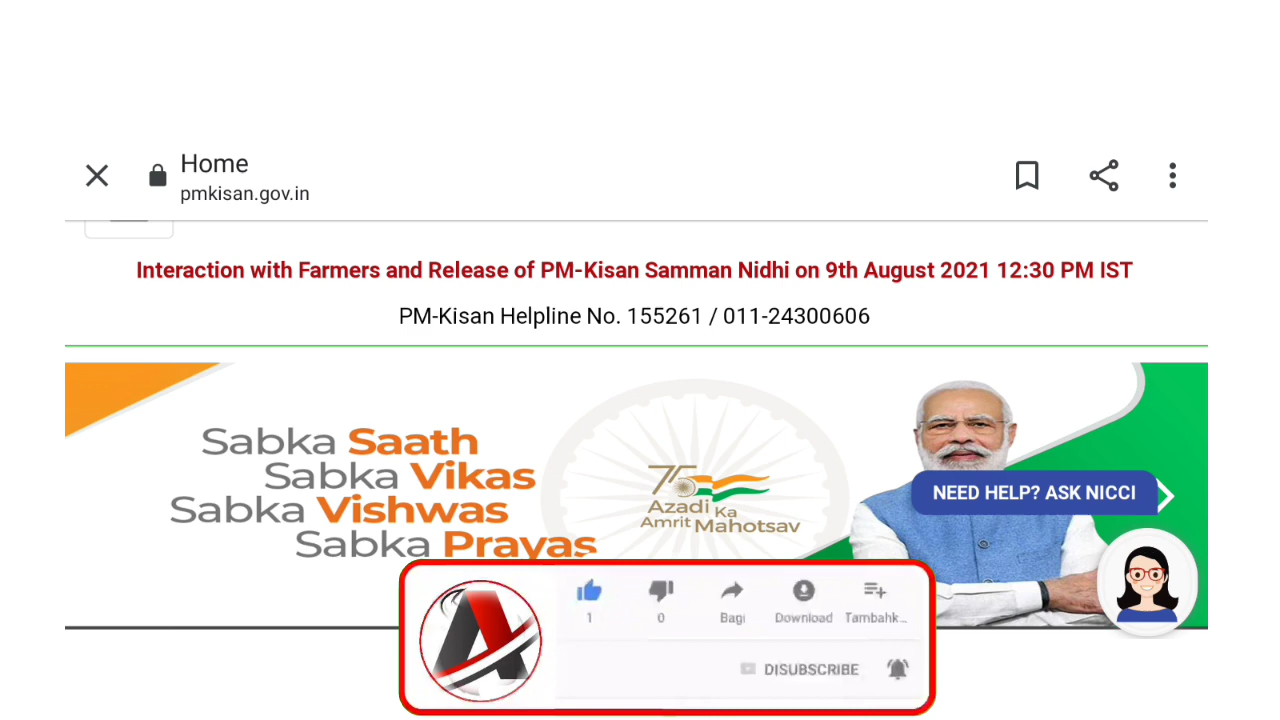 Home
pmkisan.gov.in
Interaction with Farmers and Release of PM-Kisan Samman Nidhi on 9th August 2021 12:30 PM IST
PM-Kisan Helpline No. 155261 / 011-24300606
Sabka Saath
Sabka Vikas
Sabka Vishwas
Sabka Prayas
75
Azadi Ka
Amrit Mahotsav
NEED HELP? ASK NICCI
1
0
Bagi
Download
Tambahk...
DISUBSCRIBE